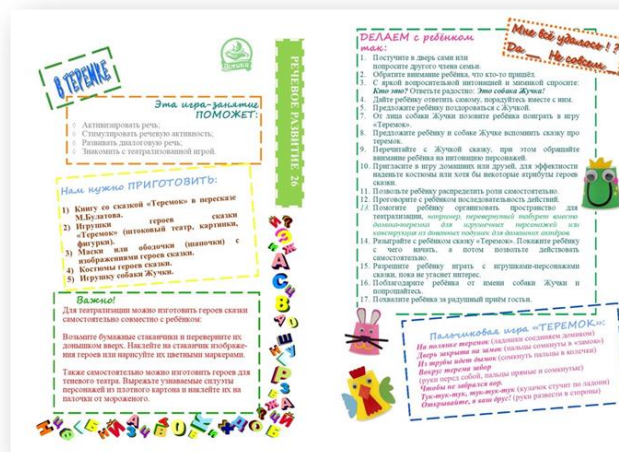 В ТЕРЕМКЕ
Эта игра-занятие
ПОМОЖЕТ:
Активизировать речь;
Стимулировать речевую активность;
Развивать диалоговую речь;
Знакомить с театрализованной игрой.
РЕЧЕВОЕ РАЗВИТИЕ 26
Нам нужно ПРИГОТОВИТЬ:
1) Книгу со сказкой «Теремок» в пересказе
М.Булатова.
2) Игрушки героев сказки
«Теремок» (штоковый театр, картинки,
фигурки).
3) Маски или ободочки (шапочки) с
изображениями героев сказки.
4) Костюмы героев сказки.
5) Игрушку собаки Жучки.
Важно!
Для театрализации можно изготовить героев сказки
самостоятельно совместно с ребёнком:
Возьмите бумажные стаканчики и переверните их
донышком вверх. Наклейте на стаканчик изображе-
ния героев или нарисуйте их цветными маркерами.
Также самостоятельно можно изготовить героев для
теневого театра. Вырежьте узнаваемые силуэты
персонажей из плотного картона и наклейте их на
палочки от мороженого.
Мне всё удалось ! ?
Да ___ Не совсем
ДЕЛАЕМ с ребёнком
так:
1. Постучите в дверь сами или
попросите другого члена семьи.
2. Обратите внимание ребёнка, что кто-то пришёл.
3. С яркой вопросительной интонацией и мимикой спросите:
Кто это? Ответьте радостно: Это собака Жучка!
4. Дайте ребёнку ответить самому, порадуйтесь вместе с ним.
5. Предложите ребёнку поздороваться с Жучкой.
6.
7. От лица собаки Жучки позовите ребёнка поиграть в игру
«Теремок».
8. Предложите ребёнку и собаке Жучке вспомнить сказку про
теремок.
9. Перечитайте с Жучкой сказку, при этом обращайте
внимание ребёнка на интонацию персонажей.
10. Пригласите в игру домашних или друзей, для эффектности
наденьте костюмы или хотя бы некоторые атрибуты героев
сказки.
11. Позвольте ребёнку распределить роли самостоятельно.
12. Проговорите с ребёнком последовательность действий.
13. Помогите ребёнку организовать пространство для
театрализации, например, перевернутый табурет вместо
домика-теремка для игрушечных персонажей или
конструкция из диванных подушек для домашних актёров.
14. Разыграйте с ребёнком сказку «Теремок». Покажите ребёнку
с чего начать, а потом позвольте действовать
самостоятельно.
15. Разрешите ребёнку играть с игрушками-персонажами
сказки, пока не угаснет интерес.
16. Поблагодарите ребёнка от имени собаки Жучки и
попрощайтесь.
17. Похвалите ребёнка за радушный приём гостьи.
Пальчиковая игра «ТЕРЕМОК»:
На полянке теремок (ладошки соединяем домиком)
Дверь закрыта на замок (пальцы сомкнуты в «замок»)
Из трубы идет дымок (сомкнуть пальцы в колечки)
Вокруг терема забор
(руки перед собой, пальцы прямые и сомкнутые)
Чтобы не забрался вор.
Тук-тук-тук, тук-тук-тук (кулачок стучит по ладони)
Открывайте, я ваш друг! (руки развести в стороны)